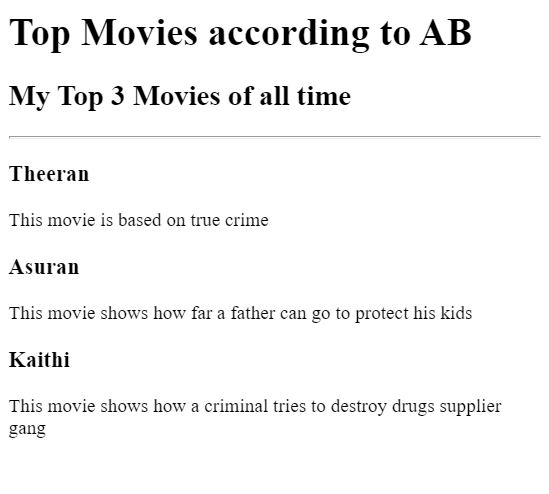 Top Movies according to AB
My Top 3 Movies of all time
Theeran
This movie is based on true crime
Asuran
This movie shows how far a father can go to protect his kids
Kaithi
This movie shows how a criminal tries to destroy drugs supplier
gang